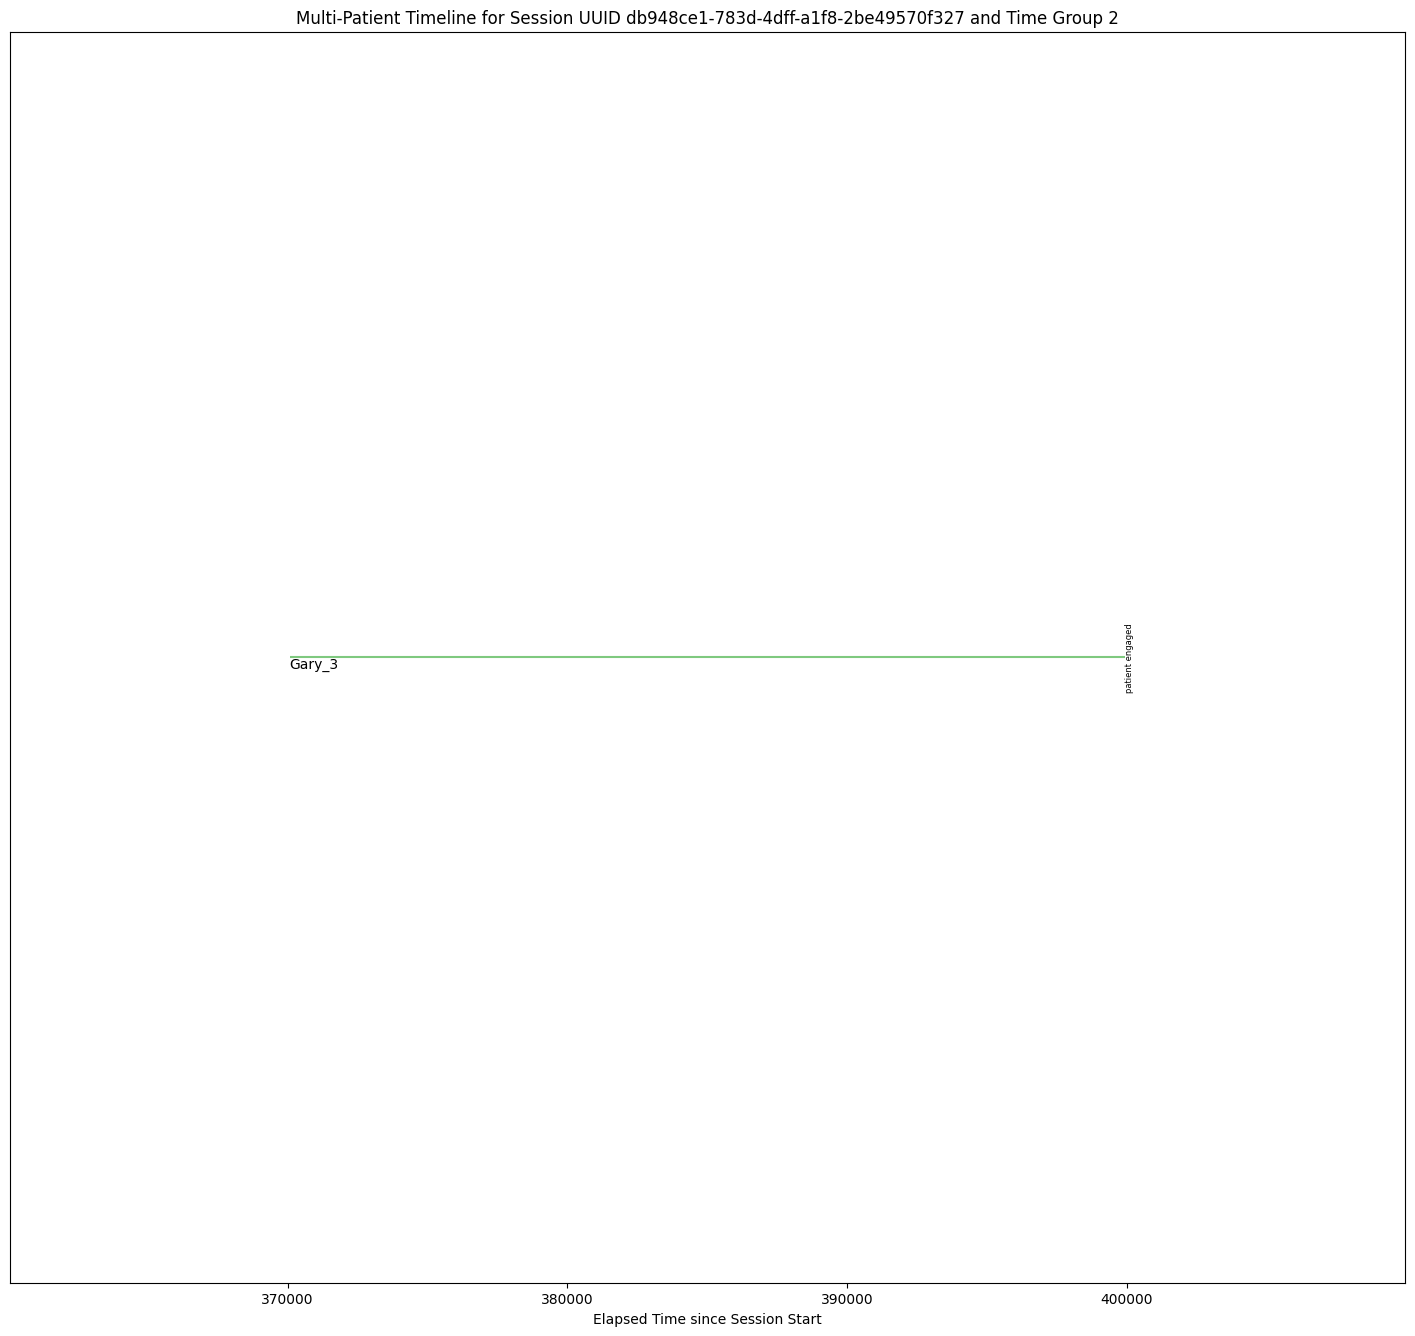 Multi-Patient Timeline for Session UUID db948ce1-783d-4dff-a1f8-2be49570f327 and Time Group 2
patient engaged
Gary_3
370000 380000 390000 400000
Elapsed Time since Session Start